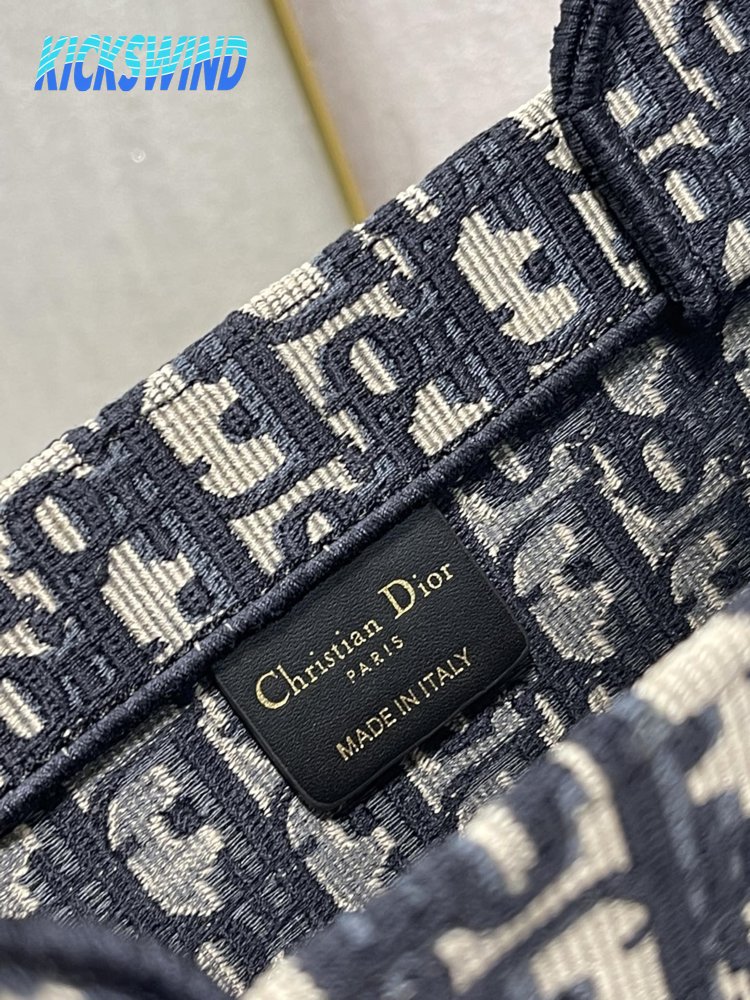 KICKSWIND
Christian Dior
PARIS
MADE IN ITALY